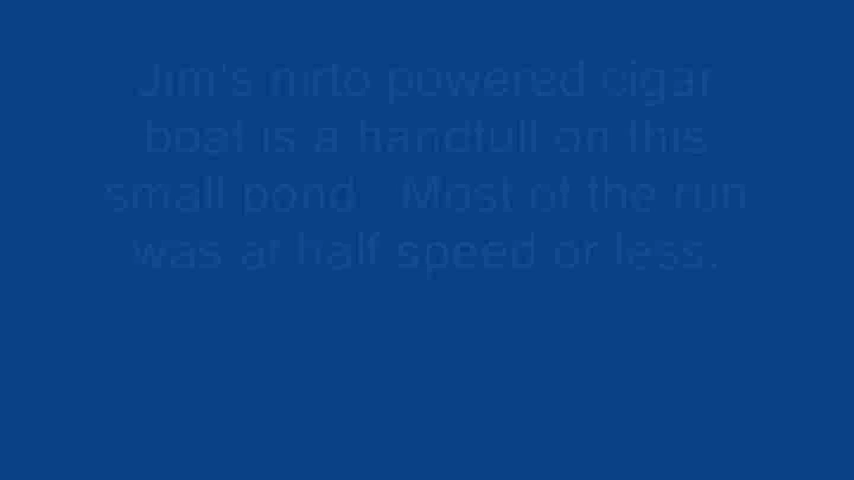 Jim's nirto powered cigar
boat is a handfull on this
small pond. Most of the run
was at half speed or less.